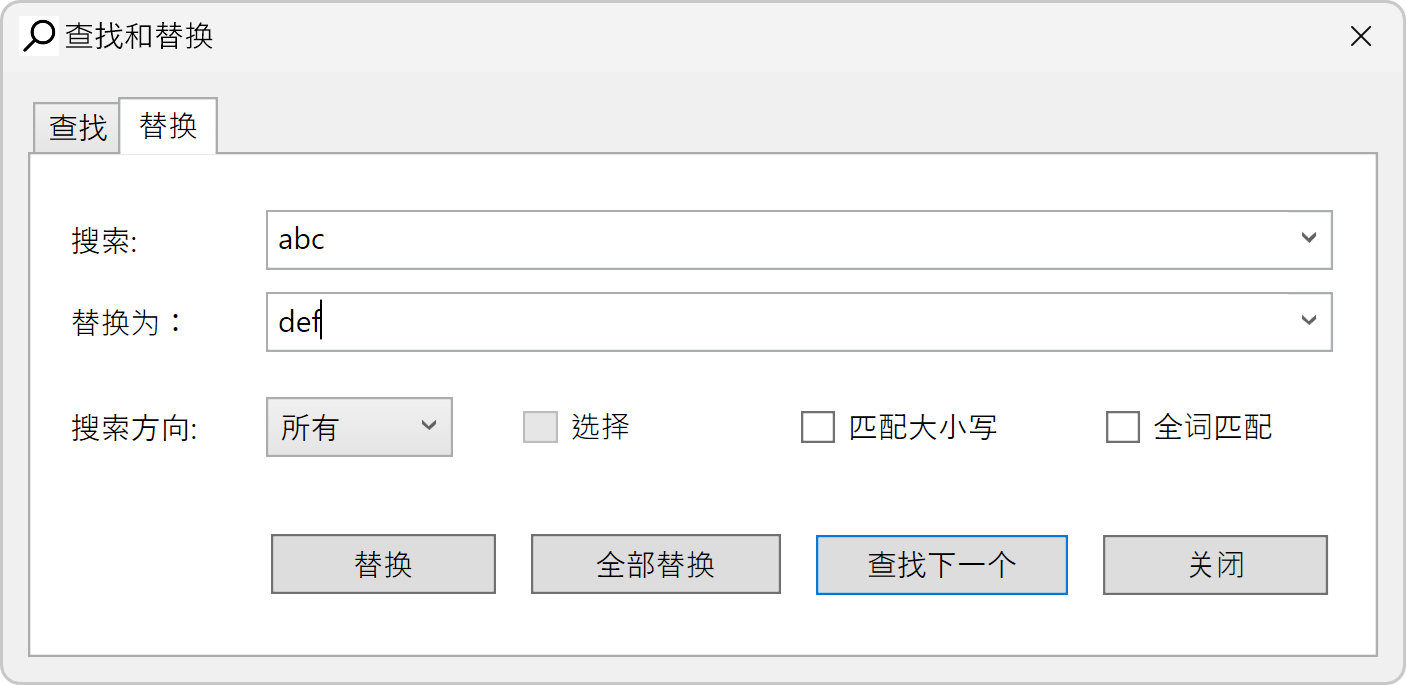 查找和替换
查找 替换
搜索: abc
替换为： def
搜索方向: 所有 选择 匹配大小写 全词匹配
替换 全部替换 查找下一个 关闭